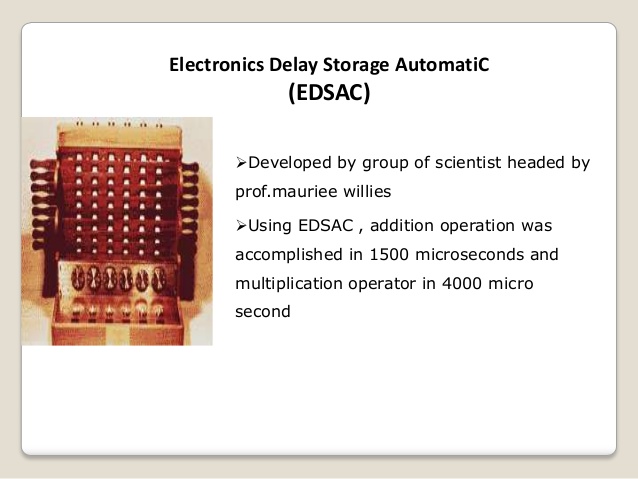 Electronics Delay Storage AutomatiC
(EDSAC)
➢Developed by group of scientist headed by
prof.mauriee willies
➢Using EDSAC , addition operation was
accomplished in 1500 microseconds and
multiplication operator in 4000 micro
second